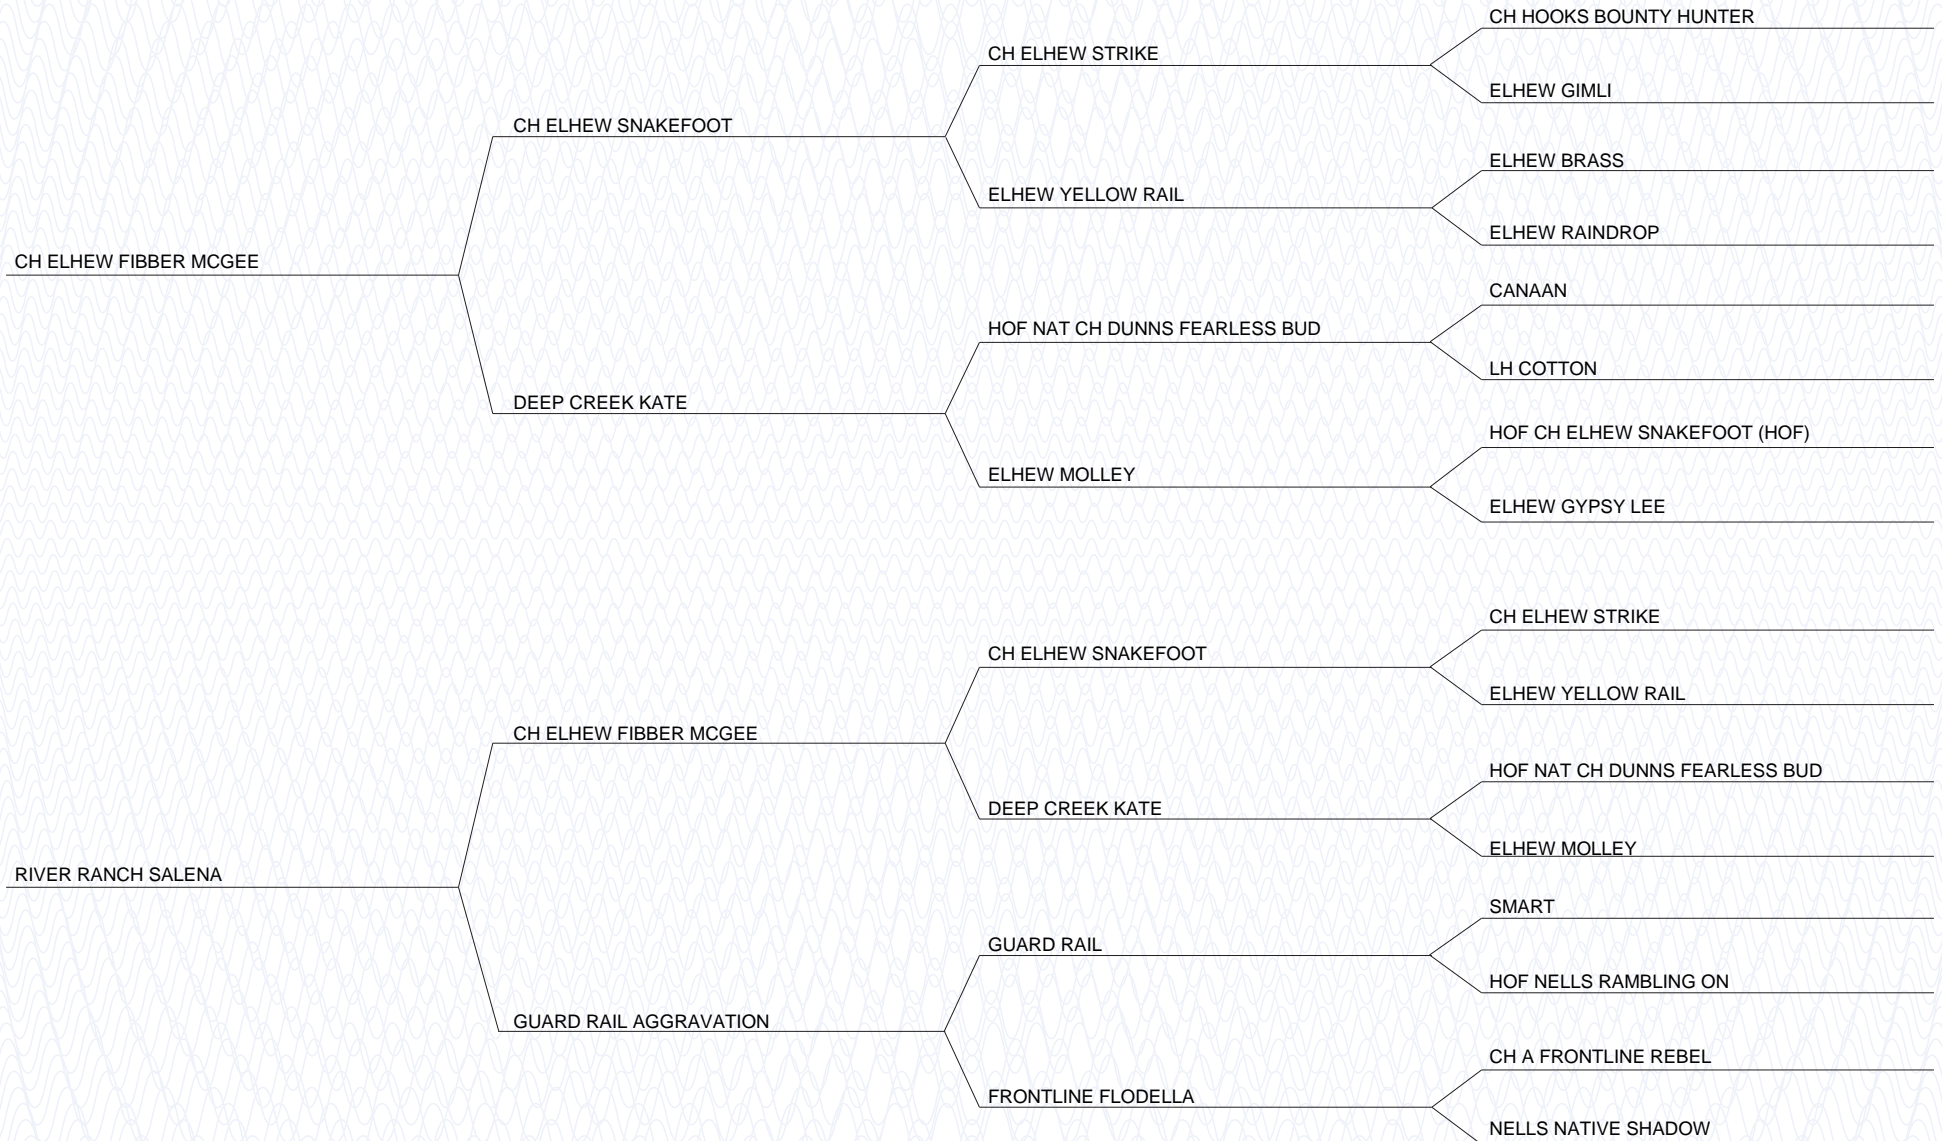 CH HOOKS BOUNTY HUNTER
CH ELHEW STRIKE
ELHEW GIMLI
CH ELHEW SNAKEFOOT
ELHEW BRASS
ELHEW YELLOW RAIL
ELHEW RAINDROP
CH ELHEW FIBBER MCGEE
CANAAN
HOF NAT CH DUNNS FEARLESS BUD
LH COTTON
DEEP CREEK KATE
HOF CH ELHEW SNAKEFOOT (HOF)
ELHEW MOLLEY
ELHEW GYPSY LEE
CH ELHEW STRIKE
CH ELHEW SNAKEFOOT
ELHEW YELLOW RAIL
CH ELHEW FIBBER MCGEE
HOF NAT CH DUNNS FEARLESS BUD
DEEP CREEK KATE
ELHEW MOLLEY
RIVER RANCH SALENA
SMART
GUARD RAIL
HOF NELLS RAMBLING ON
GUARD RAIL AGGRAVATION
CH A FRONTLINE REBEL
FRONTLINE FLODELLA
NELLS NATIVE SHADOW